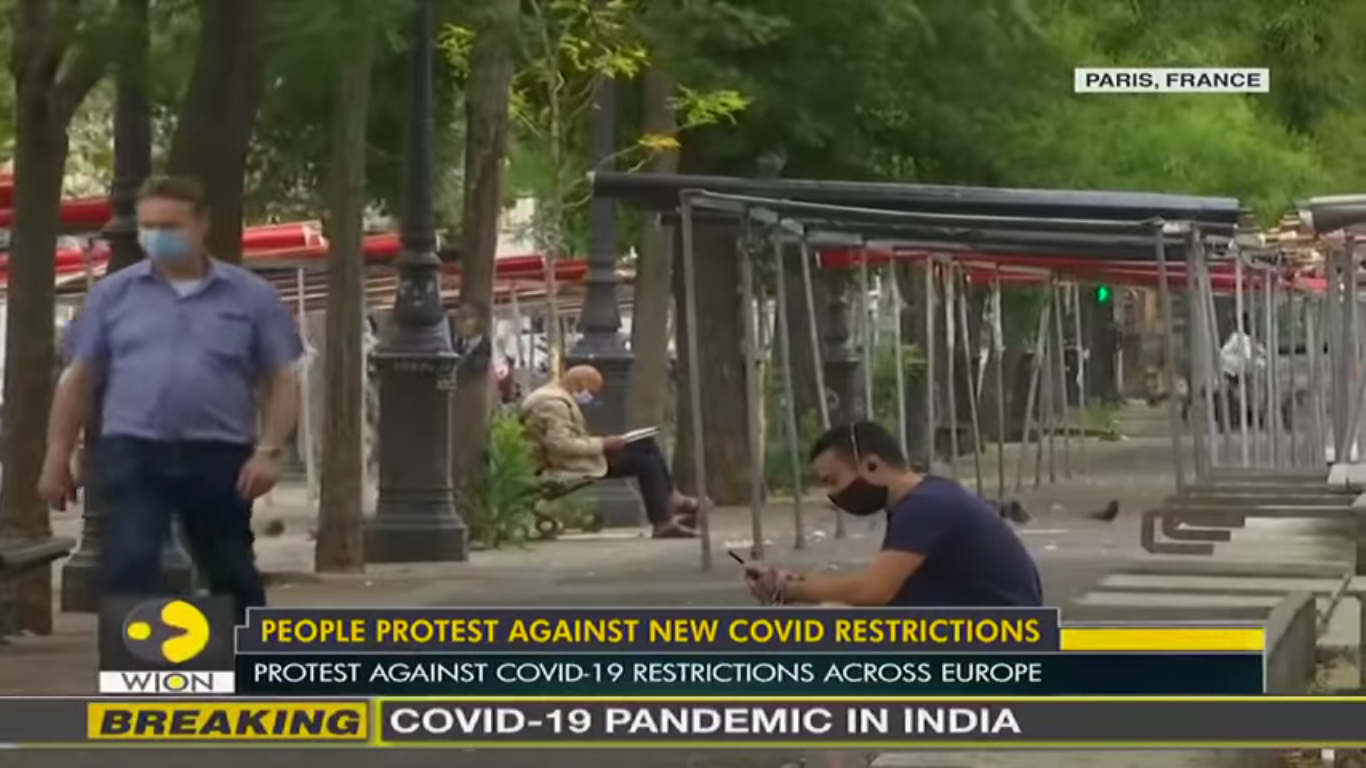 PARIS, FRANCE
PEOPLE PROTEST AGAINST NEW COVID RESTRICTIONS
PROTEST AGAINST COVID-19 RESTRICTIONS ACROSS EUROPE
WION
BREAKING COVID-19 PANDEMIC IN INDIA